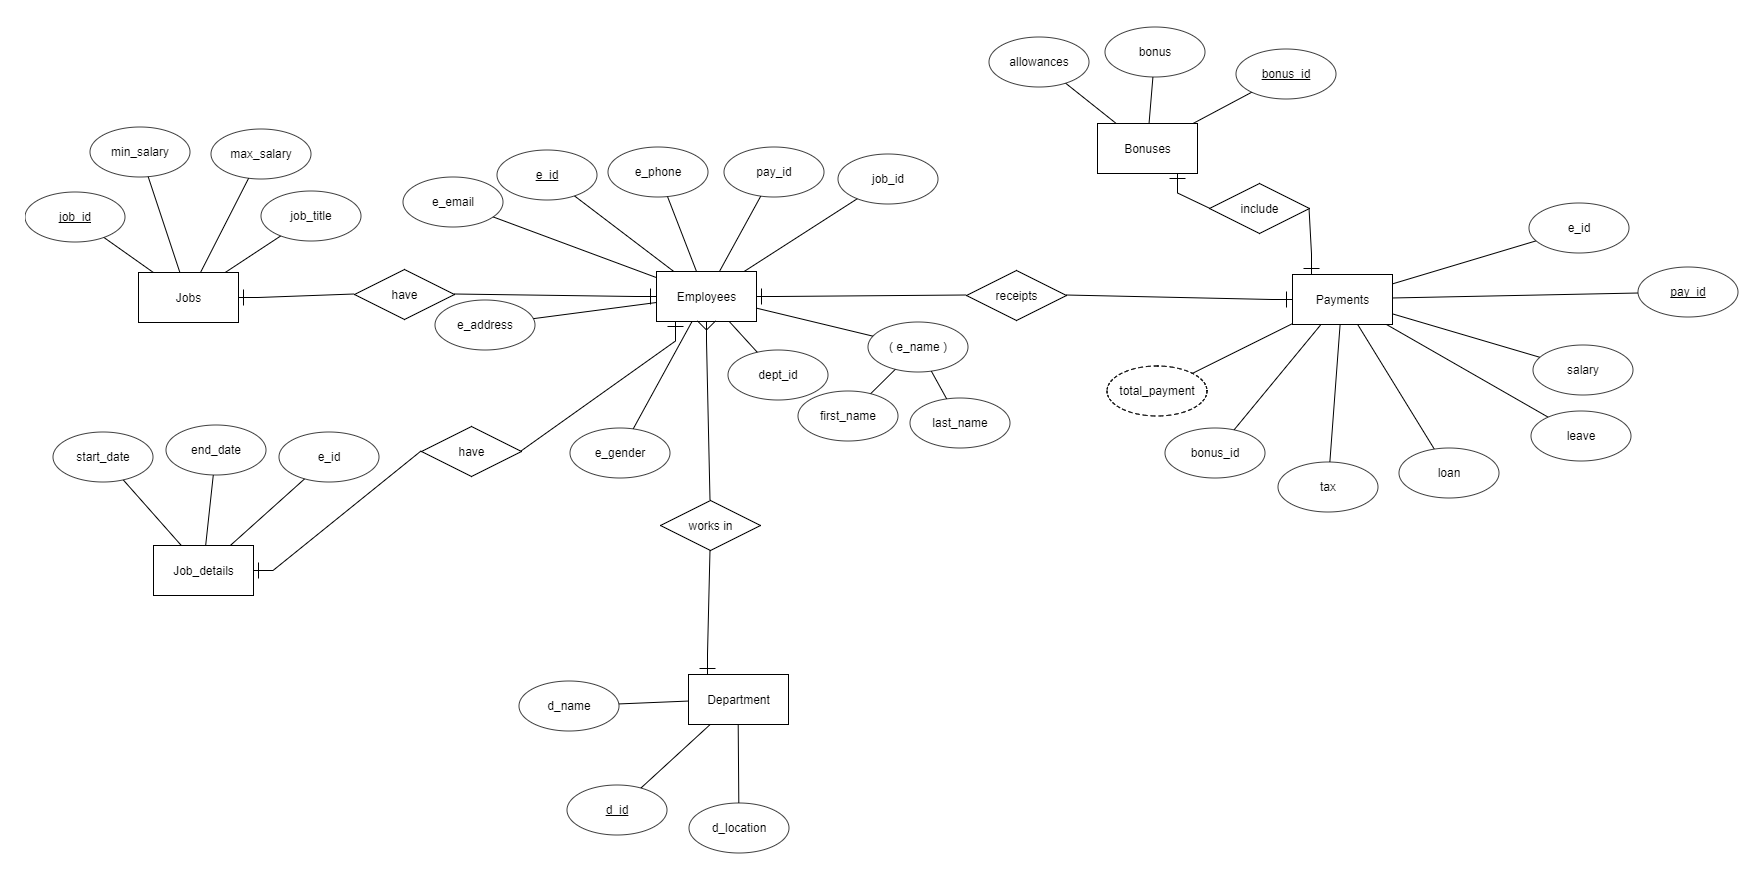 allowances
bonus
bonus_id
Bonuses
include
min_salary
max_salary
job_id
job_title
Jobs
have
e_email
e_id
e_phone
pay_id
job_id
Employees
e_address
receipts
Payments
e_id
pay_id
salary
leave
loan
tax
bonus_id
total_payment
( e_name )
first_name
last_name
dept_id
e_gender
have
start_date
end_date
e_id
Job_details
works in
Department
d_name
d_id
d_location